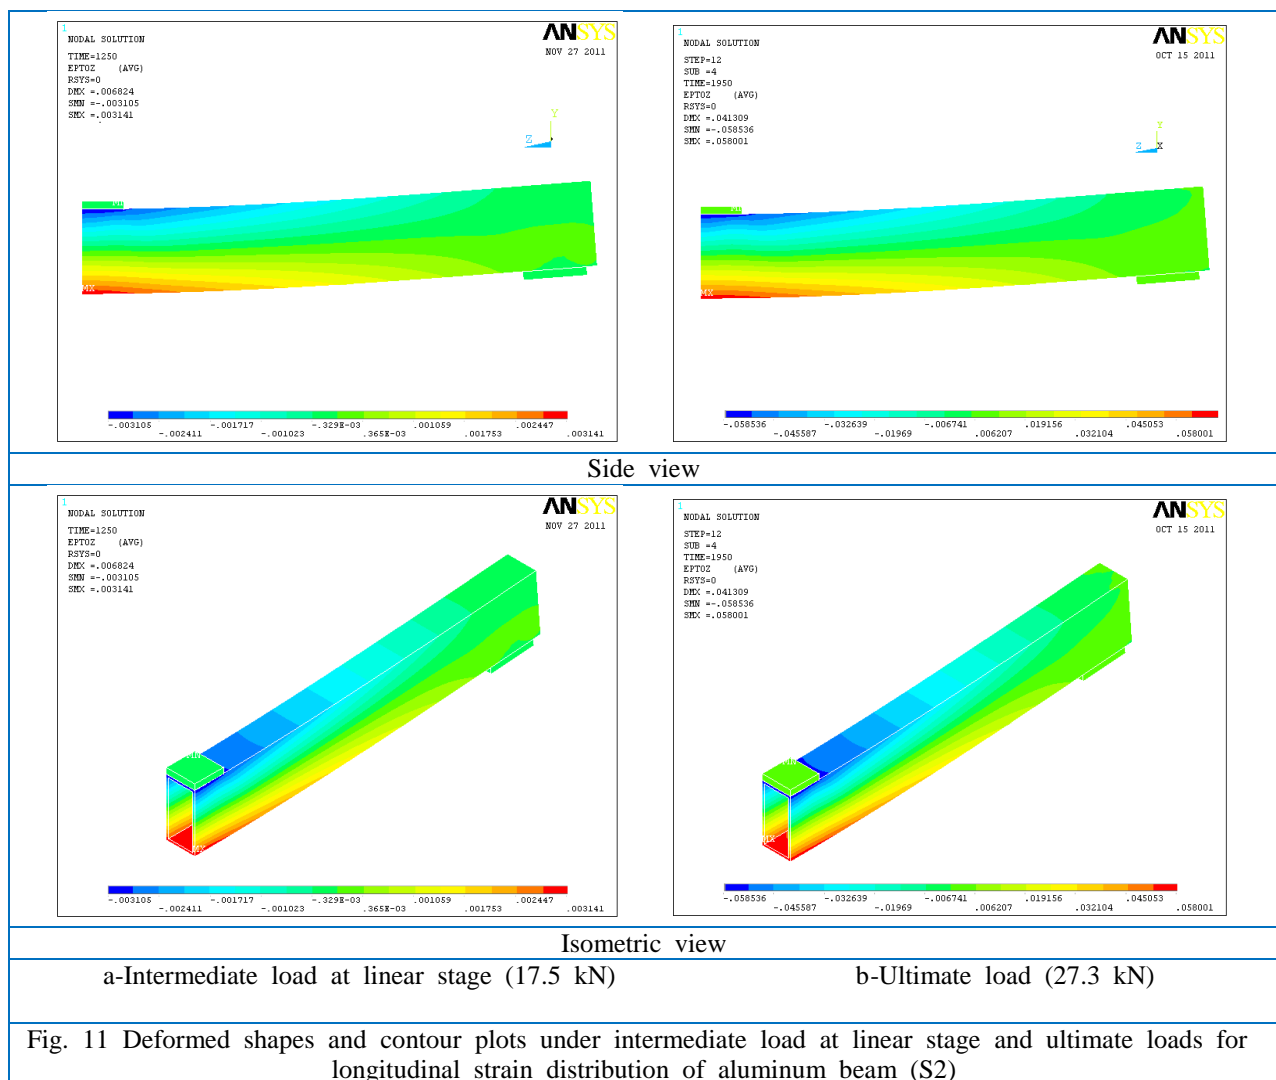 1
NODAL SOLUTION
TIME=1250
EPTOZ (AVG)
RSYS=0
DMX =.006824
SMN =-.003105
SMX =.003141
ANSYS
NOV 27 2011
Y
Z
MN
MX
-.003105 -.002411 -.001717 -.001023 -.329E-03 .365E-03 .001059 .001753 .002447 .003141
1
NODAL SOLUTION
STEP=12
SUB =4
TIME=1950
EPTOZ (AVG)
RSYS=0
DMX =.041309
SMN =-.058536
SMX =.058001
ANSYS
OCT 15 2011
Y
Z X
MN
MX
-.058536 -.045587 -.032639 -.01969 -.006741 .006207 .019156 .032104 .045053 .058001
Side view
1
NODAL SOLUTION
TIME=1250
EPTOZ (AVG)
RSYS=0
DMX =.006824
SMN =-.003105
SMX =.003141
ANSYS
NOV 27 2011
MN
MX
-.003105 -.002411 -.001717 -.001023 -.329E-03 .365E-03 .001059 .001753 .002447 .003141
1
NODAL SOLUTION
STEP=12
SUB =4
TIME=1950
EPTOZ (AVG)
RSYS=0
DMX =.041309
SMN =-.058536
SMX =.058001
ANSYS
OCT 15 2011
MN
MX
-.058536 -.045587 -.032639 -.01969 -.006741 .006207 .019156 .032104 .045053 .058001
Isometric view
a-Intermediate load at linear stage (17.5 kN)
b-Ultimate load (27.3 kN)
Fig. 11 Deformed shapes and contour plots under intermediate load at linear stage and ultimate loads for
longitudinal strain distribution of aluminum beam (S2)